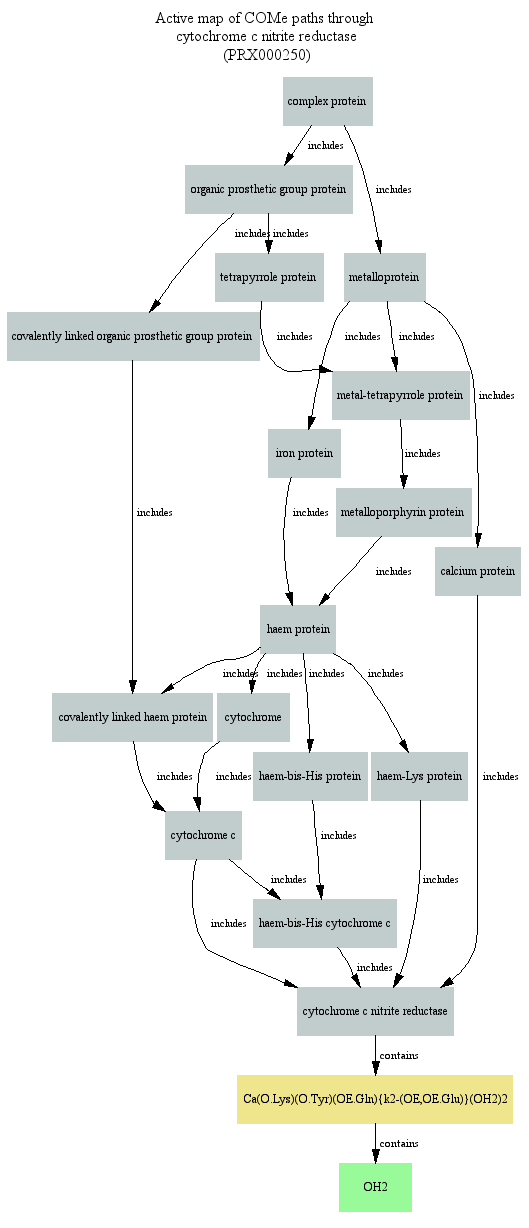 Active map of COMe paths through
cytochrome c nitrite reductase
(PRX000250)
complex protein
includes
organic prosthetic group protein
includes
includes
includes
tetrapyrrole protein
metalloprotein
covalently linked organic prosthetic group protein
includes
includes
includes
metal-tetrapyrrole protein
includes
iron protein
includes
metalloporphyrin protein
includes
includes
calcium protein
includes
haem protein
includes
includes
includes
includes
covalently linked haem protein
cytochrome
haem-bis-His protein
haem-Lys protein
includes
includes
includes
cytochrome c
includes
includes
includes
haem-bis-His cytochrome c
includes
includes
cytochrome c nitrite reductase
contains
Ca(O.Lys)(O.Tyr)(OE.Gln){k2-(OE,OE.Glu)}(OH2)2
contains
OH2